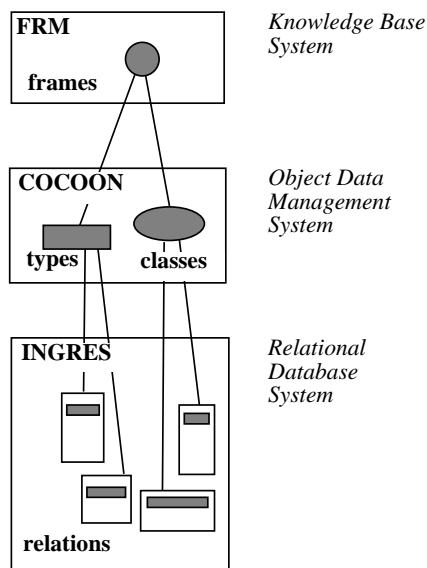 FRM
Knowledge Base
System
frames
COCOON
Object Data
Management
System
types
classes
INGRES
Relational
Database
System
relations